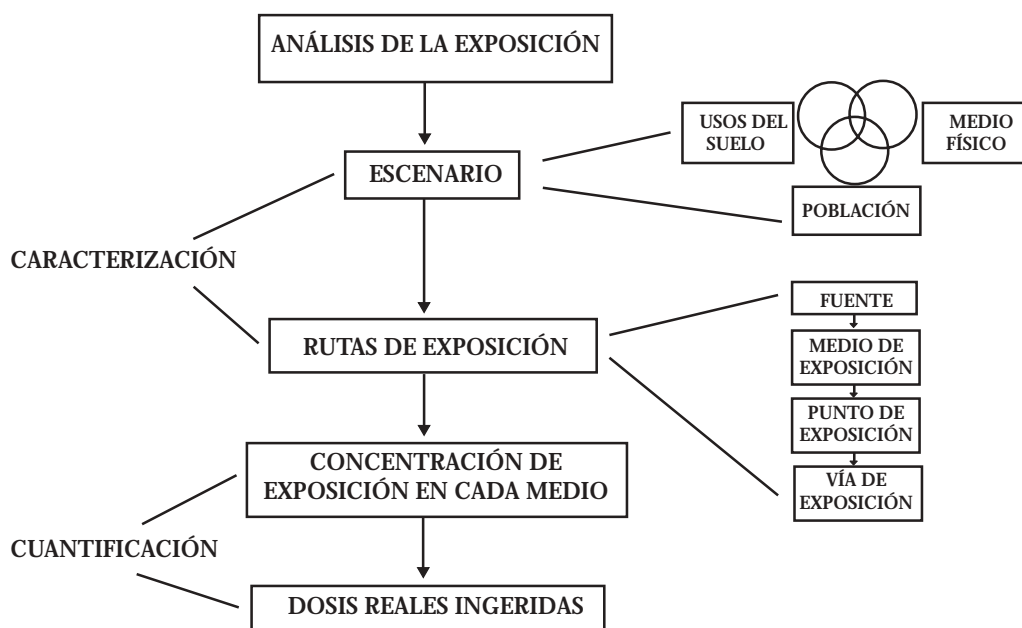 ANÁLISIS DE LA EXPOSICIÓN
USOS DEL
SUELO
MEDIO
FÍSICO
ESCENARIO
POBLACIÓN
CARACTERIZACIÓN
FUENTE
RUTAS DE EXPOSICIÓN
MEDIO DE
EXPOSICIÓN
PUNTO DE
EXPOSICIÓN
CONCENTRACIÓN DE
EXPOSICIÓN EN CADA MEDIO
VÍA DE
EXPOSICIÓN
CUANTIFICACIÓN
DOSIS REALES INGERIDAS